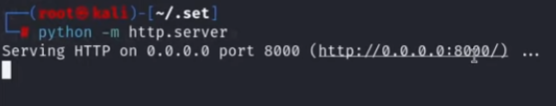 (root㉿kali)-[~/.set]
python -m http.server
Serving HTTP on 0.0.0.0 port 8000 (http://0.0.0.0:8000/) ...